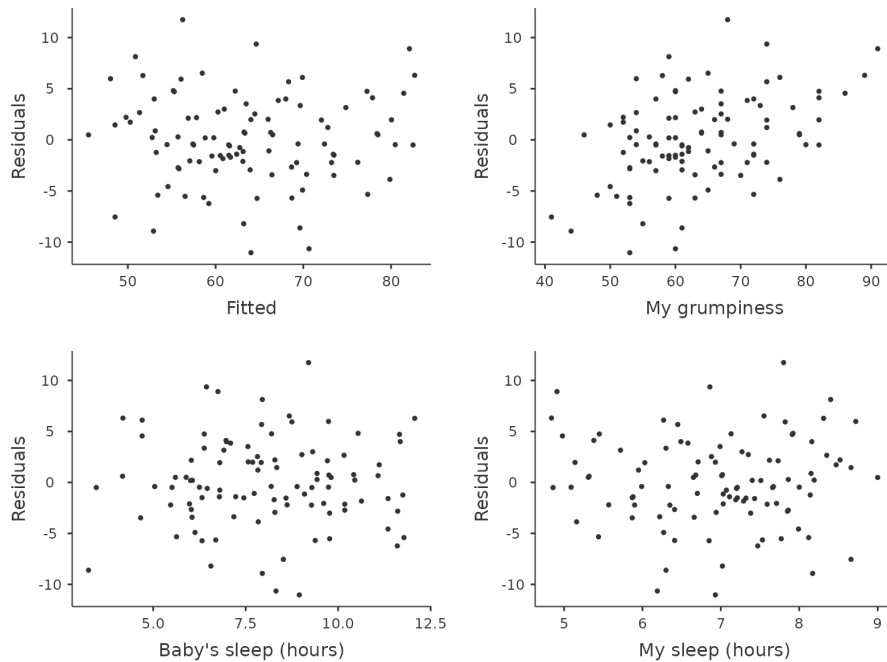 10
5
0
-5
-10
Residuals
50 60 70 80
Fitted
10
5
0
-5
-10
Residuals
40 50 60 70 80 90
My grumpiness
10
5
0
-5
-10
Residuals
5.0 7.5 10.0 12.5
Baby's sleep (hours)
10
5
0
-5
-10
Residuals
5 6 7 8 9
My sleep (hours)